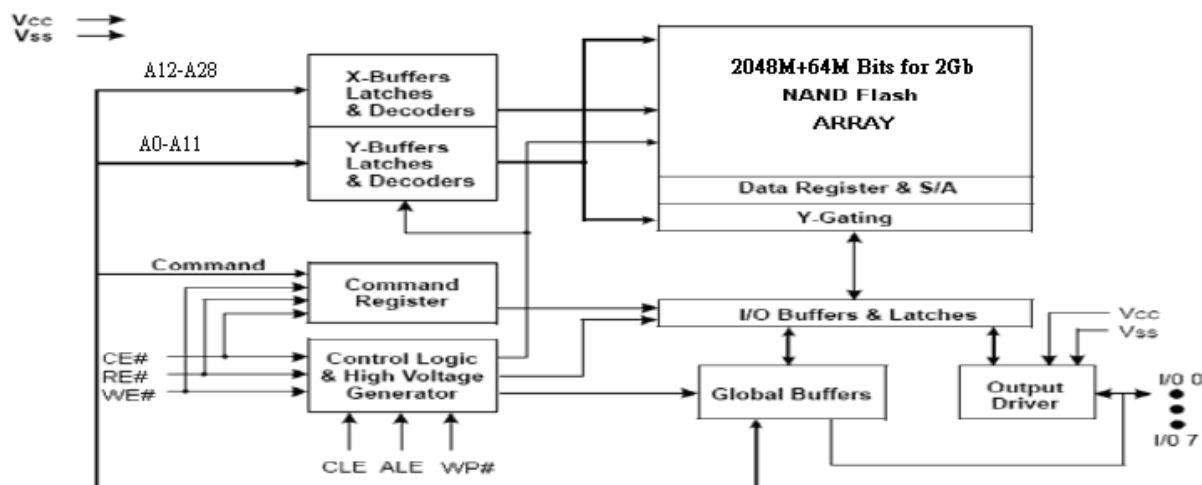 Vcc
Vss
A12-A28
X-Buffers
Latches
& Decoders
A0-A11
Y-Buffers
Latches
& Decoders
2048M+64M Bits for 2Gb
NAND Flash
ARRAY
Data Register & S/A
Y-Gating
Command
Command
Register
I/O Buffers & Latches
Vcc
Vss
CE#
RE#
WE#
Control Logic
& High Voltage
Generator
Global Buffers
Output
Driver
I/0 0
I/0 7
CLE ALE WP#